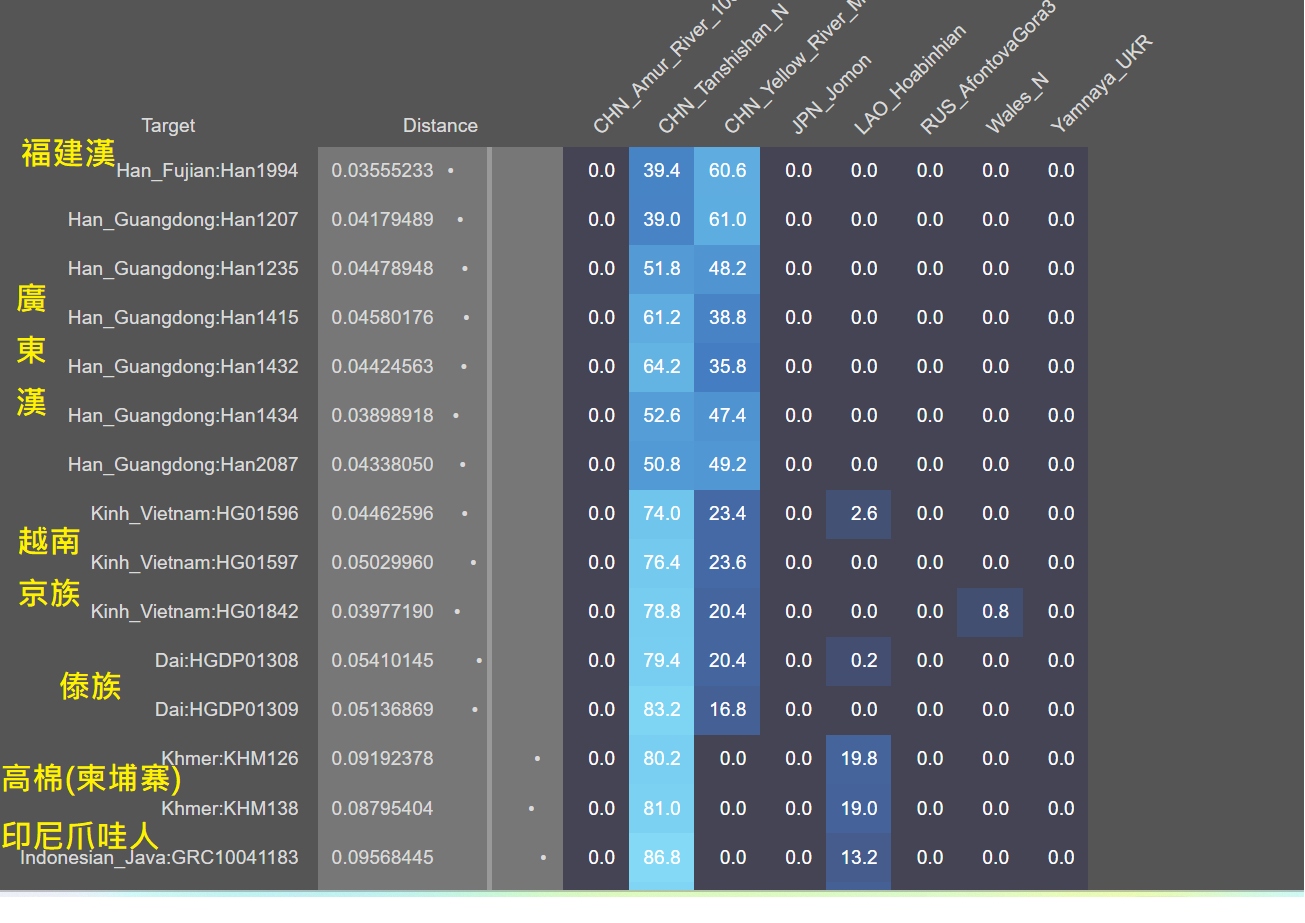 CHN_Amur_River_10
CHN_Tanshishan_N
CHN_Yellow_River_M
JPN_Jomon
LAO_Hoabinhian
RUS_AfontovaGora3
Wales_N
Yamnaya_UKR
Target Distance
福建漢
Han_Fujian:Han1994 0.03555233 0.0 39.4 60.6 0.0 0.0 0.0 0.0 0.0
Han_Guangdong:Han1207 0.04179489 0.0 39.0 61.0 0.0 0.0 0.0 0.0 0.0
Han_Guangdong:Han1235 0.04478948 0.0 51.8 48.2 0.0 0.0 0.0 0.0 0.0
廣
東
漢
Han_Guangdong:Han1415 0.04580176 0.0 61.2 38.8 0.0 0.0 0.0 0.0 0.0
Han_Guangdong:Han1432 0.04424563 0.0 64.2 35.8 0.0 0.0 0.0 0.0 0.0
Han_Guangdong:Han1434 0.03898918 0.0 52.6 47.4 0.0 0.0 0.0 0.0 0.0
Han_Guangdong:Han2087 0.04338050 0.0 50.8 49.2 0.0 0.0 0.0 0.0 0.0
Kinh_Vietnam:HG01596 0.04462596 0.0 74.0 23.4 0.0 2.6 0.0 0.0 0.0
越南
京族
Kinh_Vietnam:HG01597 0.05029960 0.0 76.4 23.6 0.0 0.0 0.0 0.0 0.0
Kinh_Vietnam:HG01842 0.03977190 0.0 78.8 20.4 0.0 0.0 0.0 0.8 0.0
Dai:HGDP01308 0.05410145 0.0 79.4 20.4 0.0 0.2 0.0 0.0 0.0
傣族
Dai:HGDP01309 0.05136869 0.0 83.2 16.8 0.0 0.0 0.0 0.0 0.0
Khmer:KHM126 0.09192378 0.0 80.2 0.0 0.0 19.8 0.0 0.0 0.0
高棉(柬埔寨)
Khmer:KHM138 0.08795404 0.0 81.0 0.0 0.0 19.0 0.0 0.0 0.0
印尼爪哇人
Indonesian_Java:GRC10041183 0.09568445 0.0 86.8 0.0 0.0 13.2 0.0 0.0 0.0